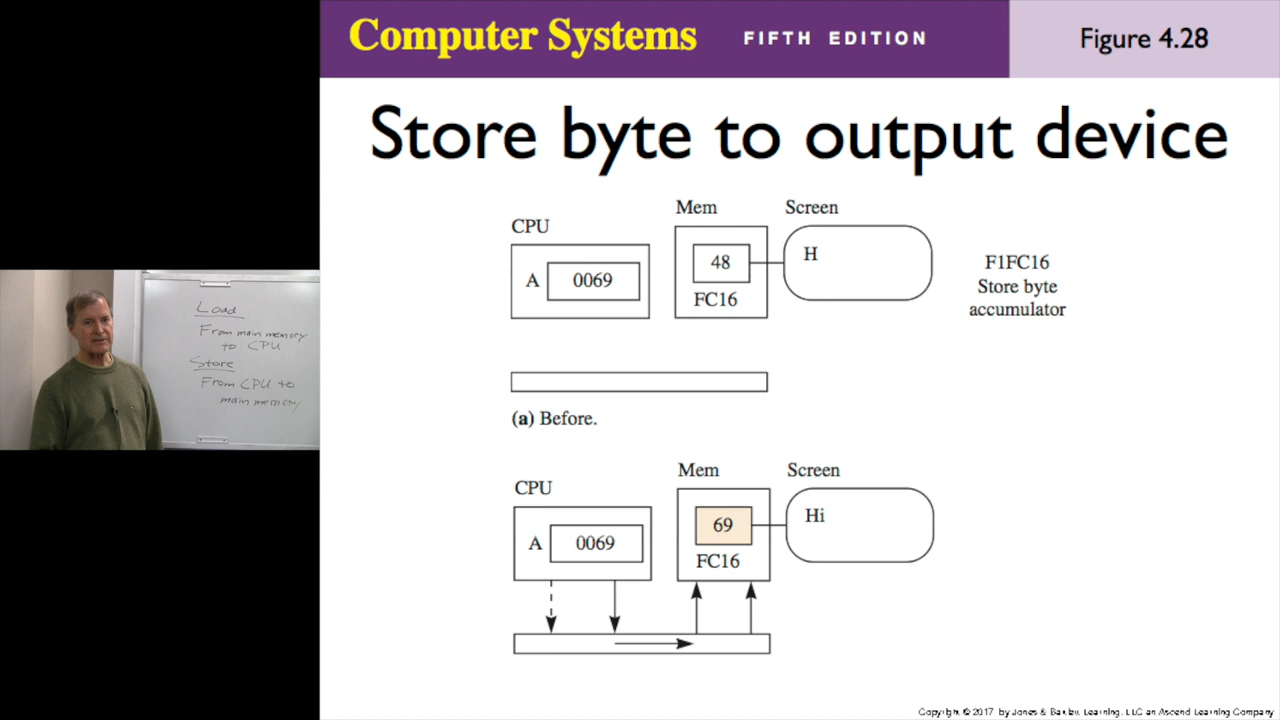 Computer Systems FIFTH EDITION Figure 4.28
Store byte to output device
CPU
Mem
Screen
A 0069
48
FC16
H
F1FC16
Store byte
accumulator
(a) Before.
CPU
Mem
Screen
A 0069
69
FC16
Hi
Load
From main memory
to CPU
Store
From CPU to
main memory
Copyright © 2017 by Jones & Bartlett Learning, LLC an Ascend Learning Company